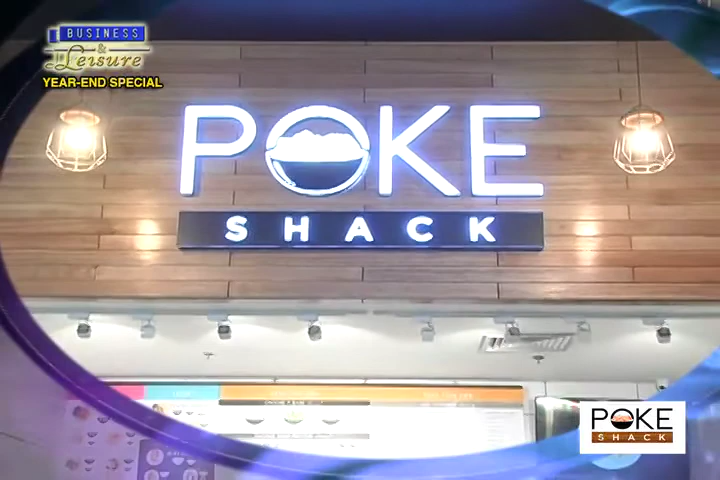 BUSINESS
&
Leisure
YEAR-END SPECIAL
POKE
SHACK
POKE
SHACK